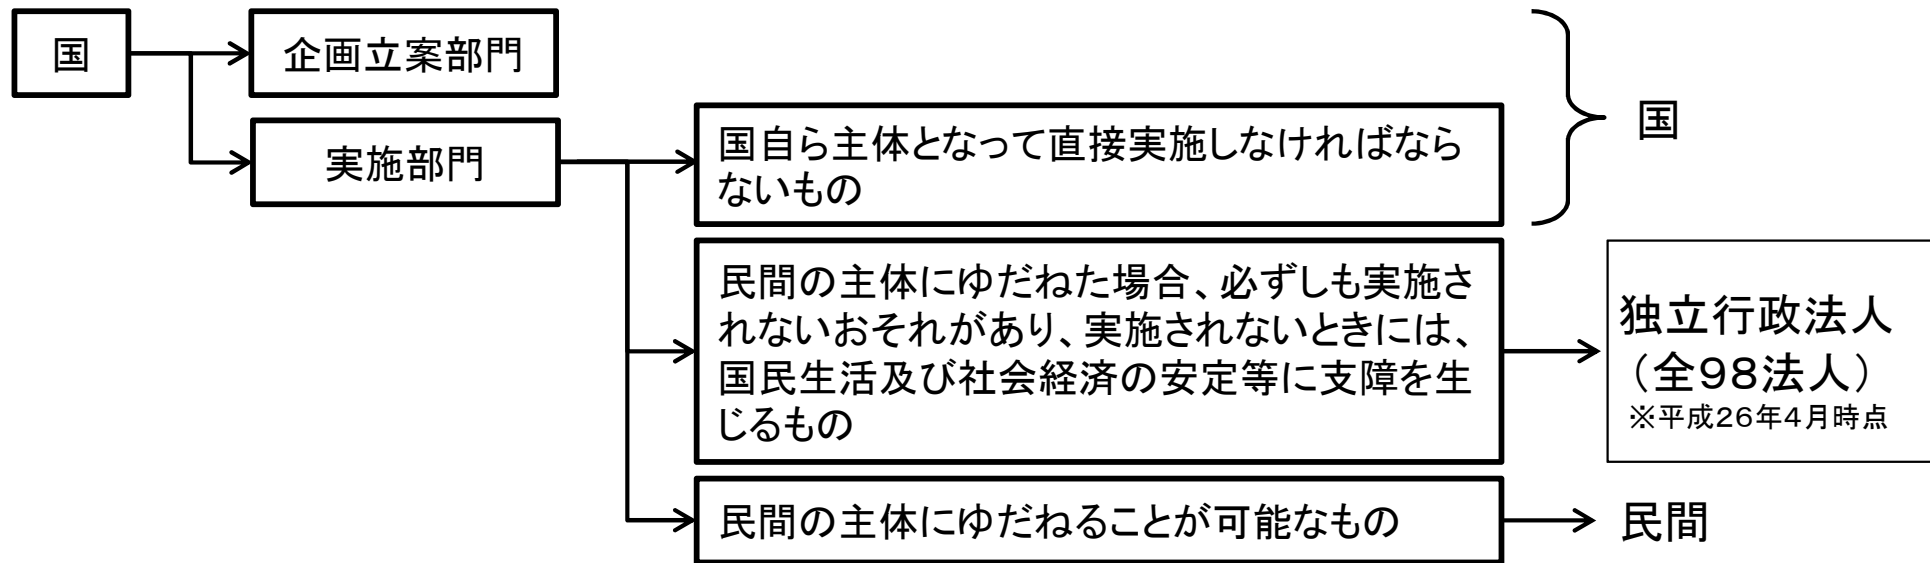 国
企画立案部門
実施部門
国自ら主体となって直接実施しなければなら
ないもの
国
民間の主体にゆだねた場合、必ずしも実施さ
れないおそれがあり、実施されないときには、
国民生活及び社会経済の安定等に支障を生
じるもの
独立行政法人
（全９８法人）
※平成２６年４月時点
民間の主体にゆだねることが可能なもの
民間